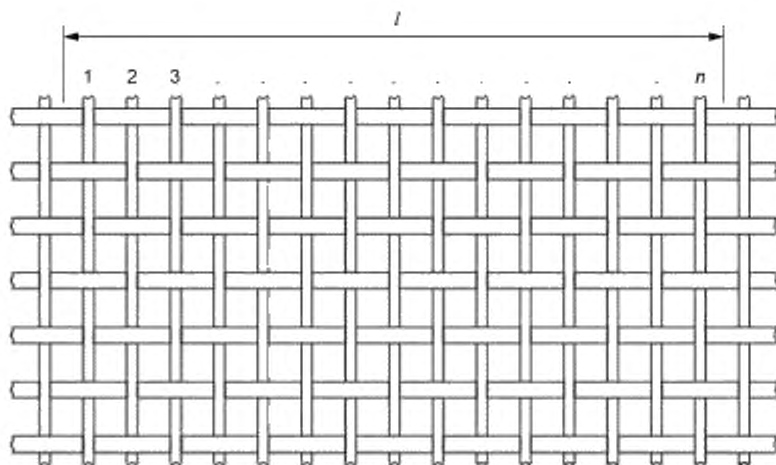 l
1 2 3 . . . . . . . . . . n